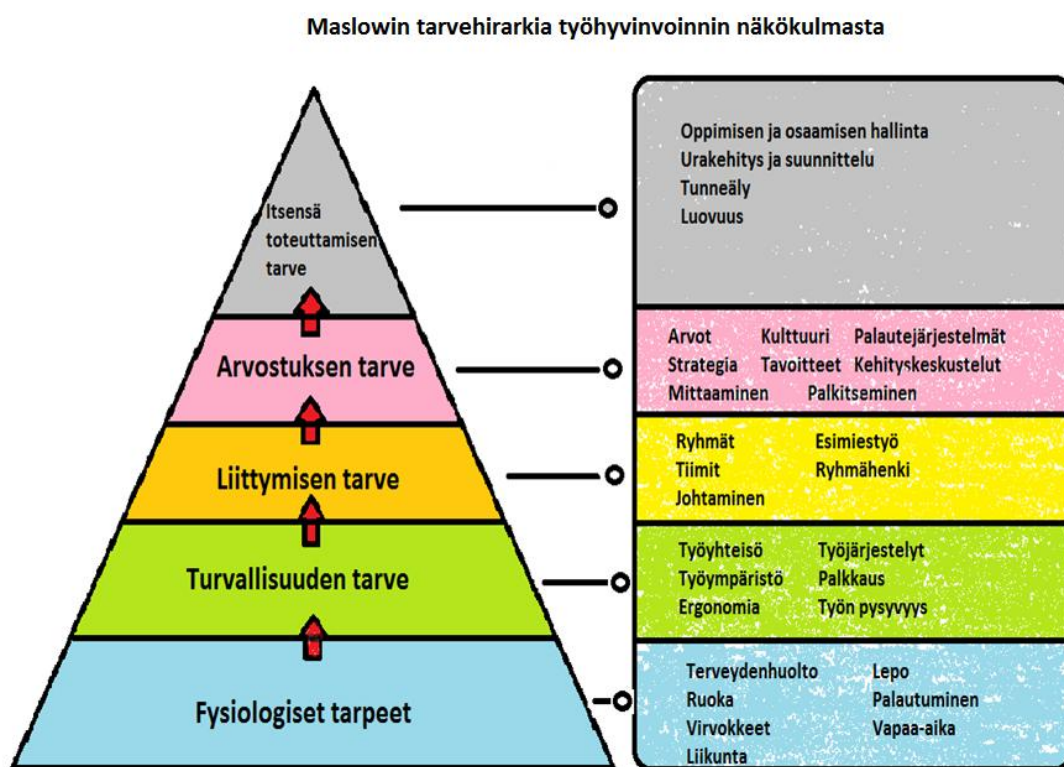 Maslowin tarvehirarkia työhyvinvoinnin näkökulmasta
Itsensä
toteuttamisen
tarve
Oppimisen ja osaamisen hallinta
Urakehitys ja suunnittelu
Tunneäly
Luovuus
Arvostuksen tarve
Arvot Kulttuuri Palautejärjestelmät
Strategia Tavoitteet Kehityskeskustelut
Mittaaminen Palkitseminen
Liittymisen tarve
Ryhmät Esimiestyö
Tiimit Ryhmähenki
Johtaminen
Turvallisuuden tarve
Työyhteisö Työjärjestelyt
Työympäristö Palkkaus
Ergonomia Työn pysyvyys
Fysiologiset tarpeet
Terveydenhuolto Lepo
Ruoka Palautuminen
Virvokkeet Vapaa-aika
Liikunta